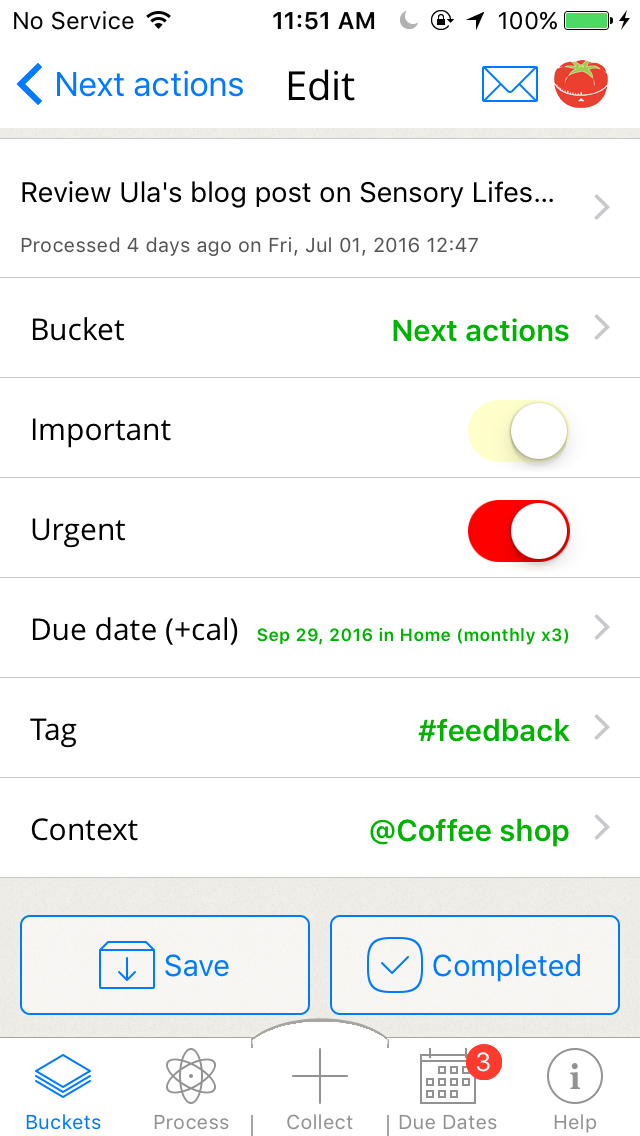 No Service 11:51 AM 100%
Next actions Edit
Review Ula's blog post on Sensory Lifes...
Processed 4 days ago on Fri, Jul 01, 2016 12:47
Bucket Next actions
Important
Urgent
Due date (+cal) Sep 29, 2016 in Home (monthly x3)
Tag #feedback
Context @Coffee shop
Save Completed
3
Buckets Process Collect Due Dates Help